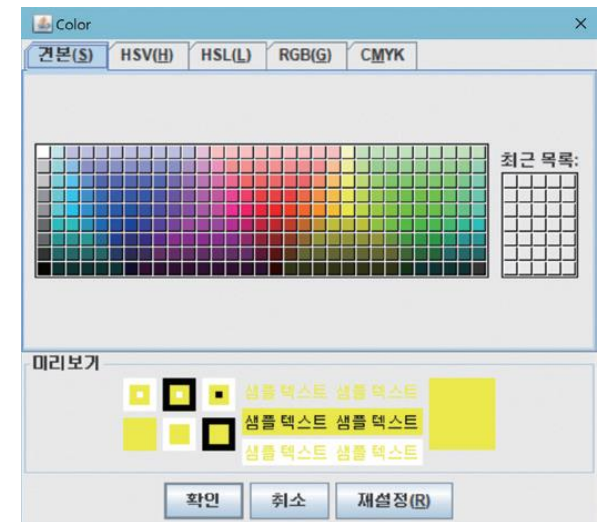 Color
견본(S) HSV(H) HSL(L) RGB(G) CMYK
최근 목록:
미리보기
샘플 텍스트 샘플 텍스트
샘플 텍스트 샘플 텍스트
샘플 텍스트 샘플 텍스트
확인 취소 재설정(R)